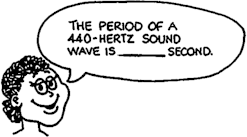 THE PERIOD OF A
440-HERTZ SOUND
WAVE IS ______ SECOND.